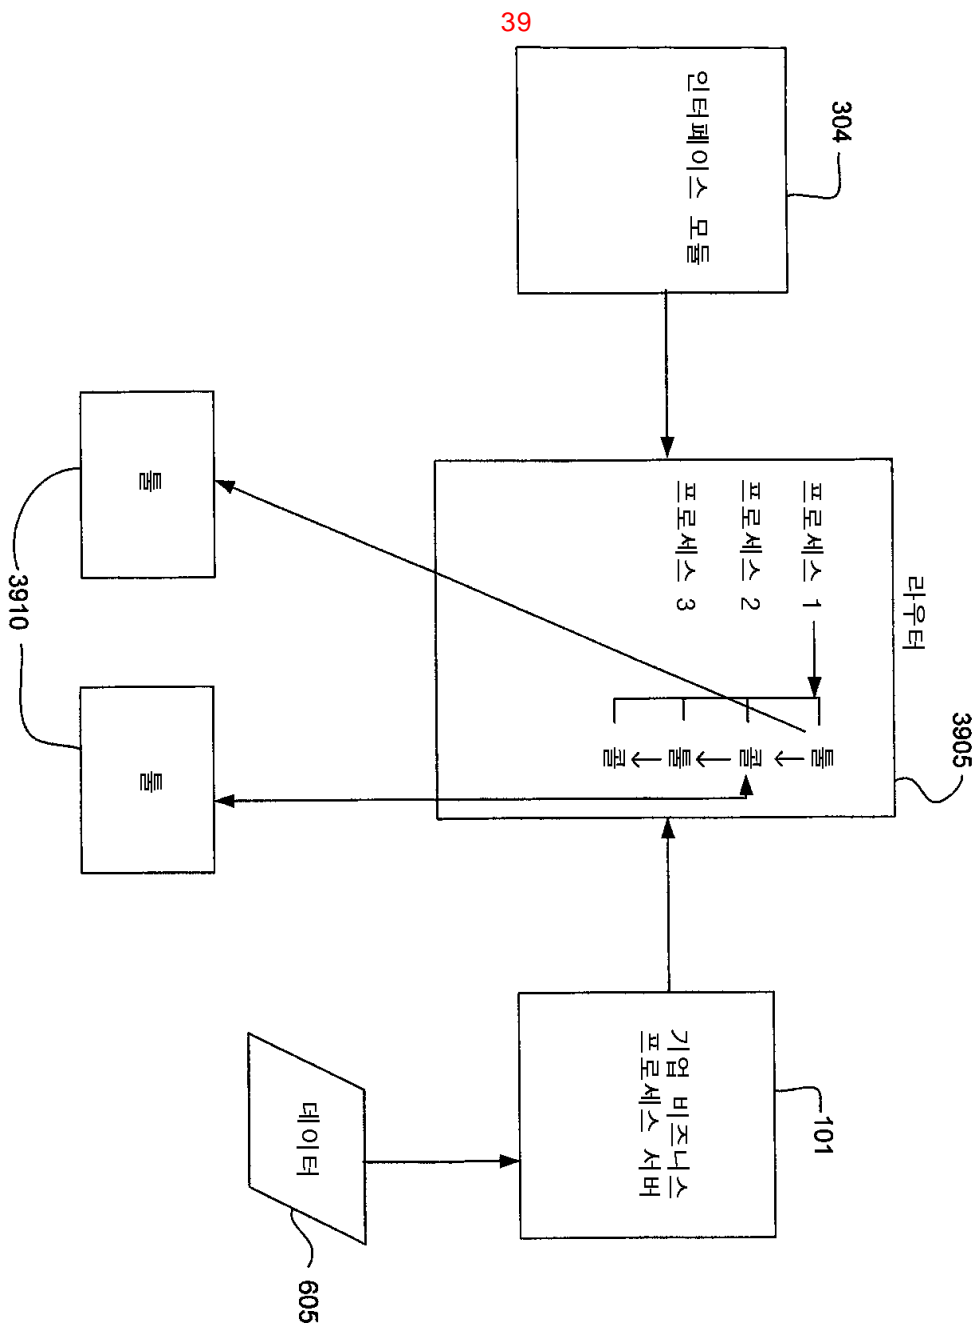 39
304
인터페이스 모듈
라우터
3905
프로세스 1
프로세스 2
프로세스 3
툴
콜
툴
콜
101
기업 비즈니스
프로세스 서버
데이터
605
툴
툴
3910